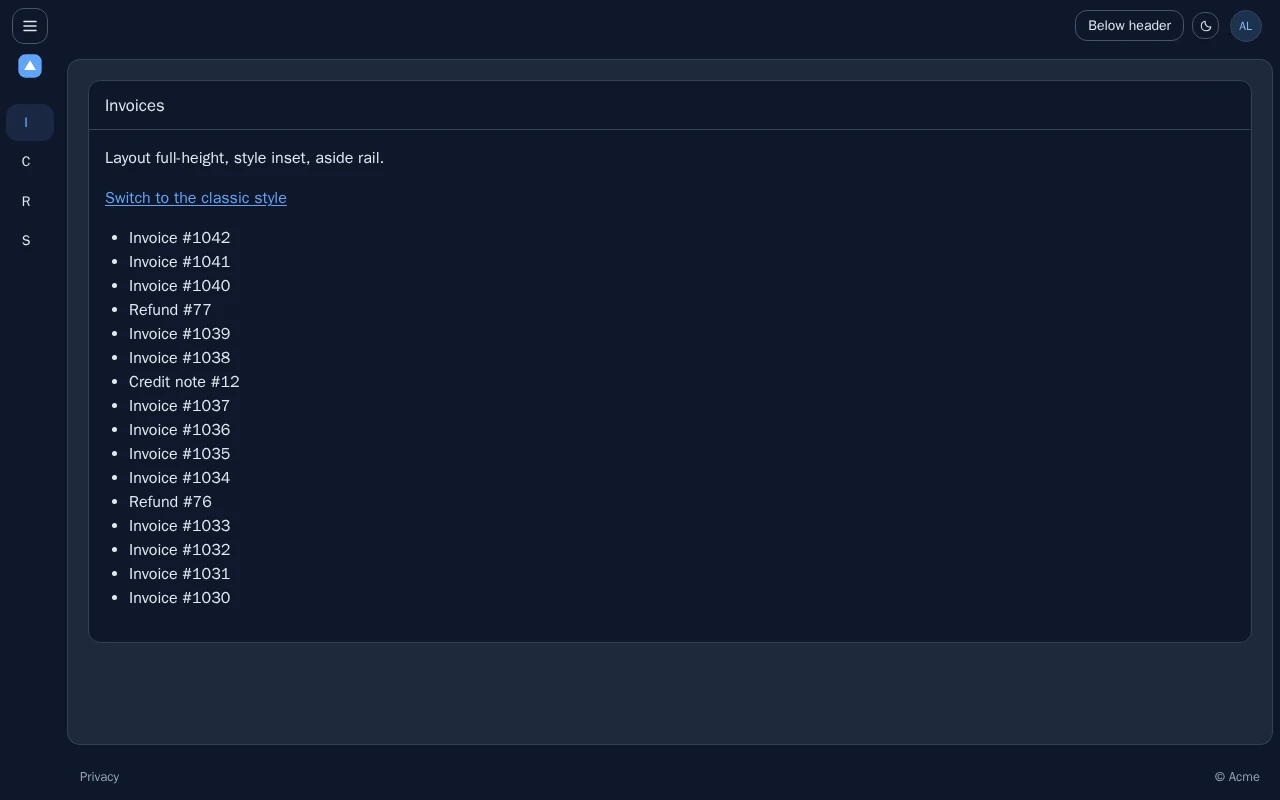 Below header
AL
I
C
R
S
Invoices
Layout full-height, style inset, aside rail.
Switch to the classic style
Invoice #1042
Invoice #1041
Invoice #1040
Refund #77
Invoice #1039
Invoice #1038
Credit note #12
Invoice #1037
Invoice #1036
Invoice #1035
Invoice #1034
Refund #76
Invoice #1033
Invoice #1032
Invoice #1031
Invoice #1030
Privacy
© Acme